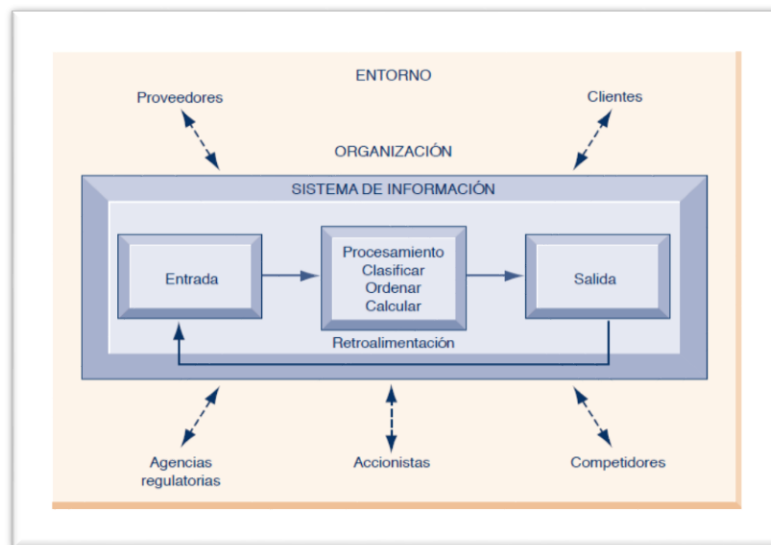 ENTORNO
Proveedores
Clientes
ORGANIZACIÓN
SISTEMA DE INFORMACIÓN
Entrada
Procesamiento
Clasificar
Ordenar
Calcular
Salida
Retroalimentación
Agencias
regulatorias
Accionistas
Competidores